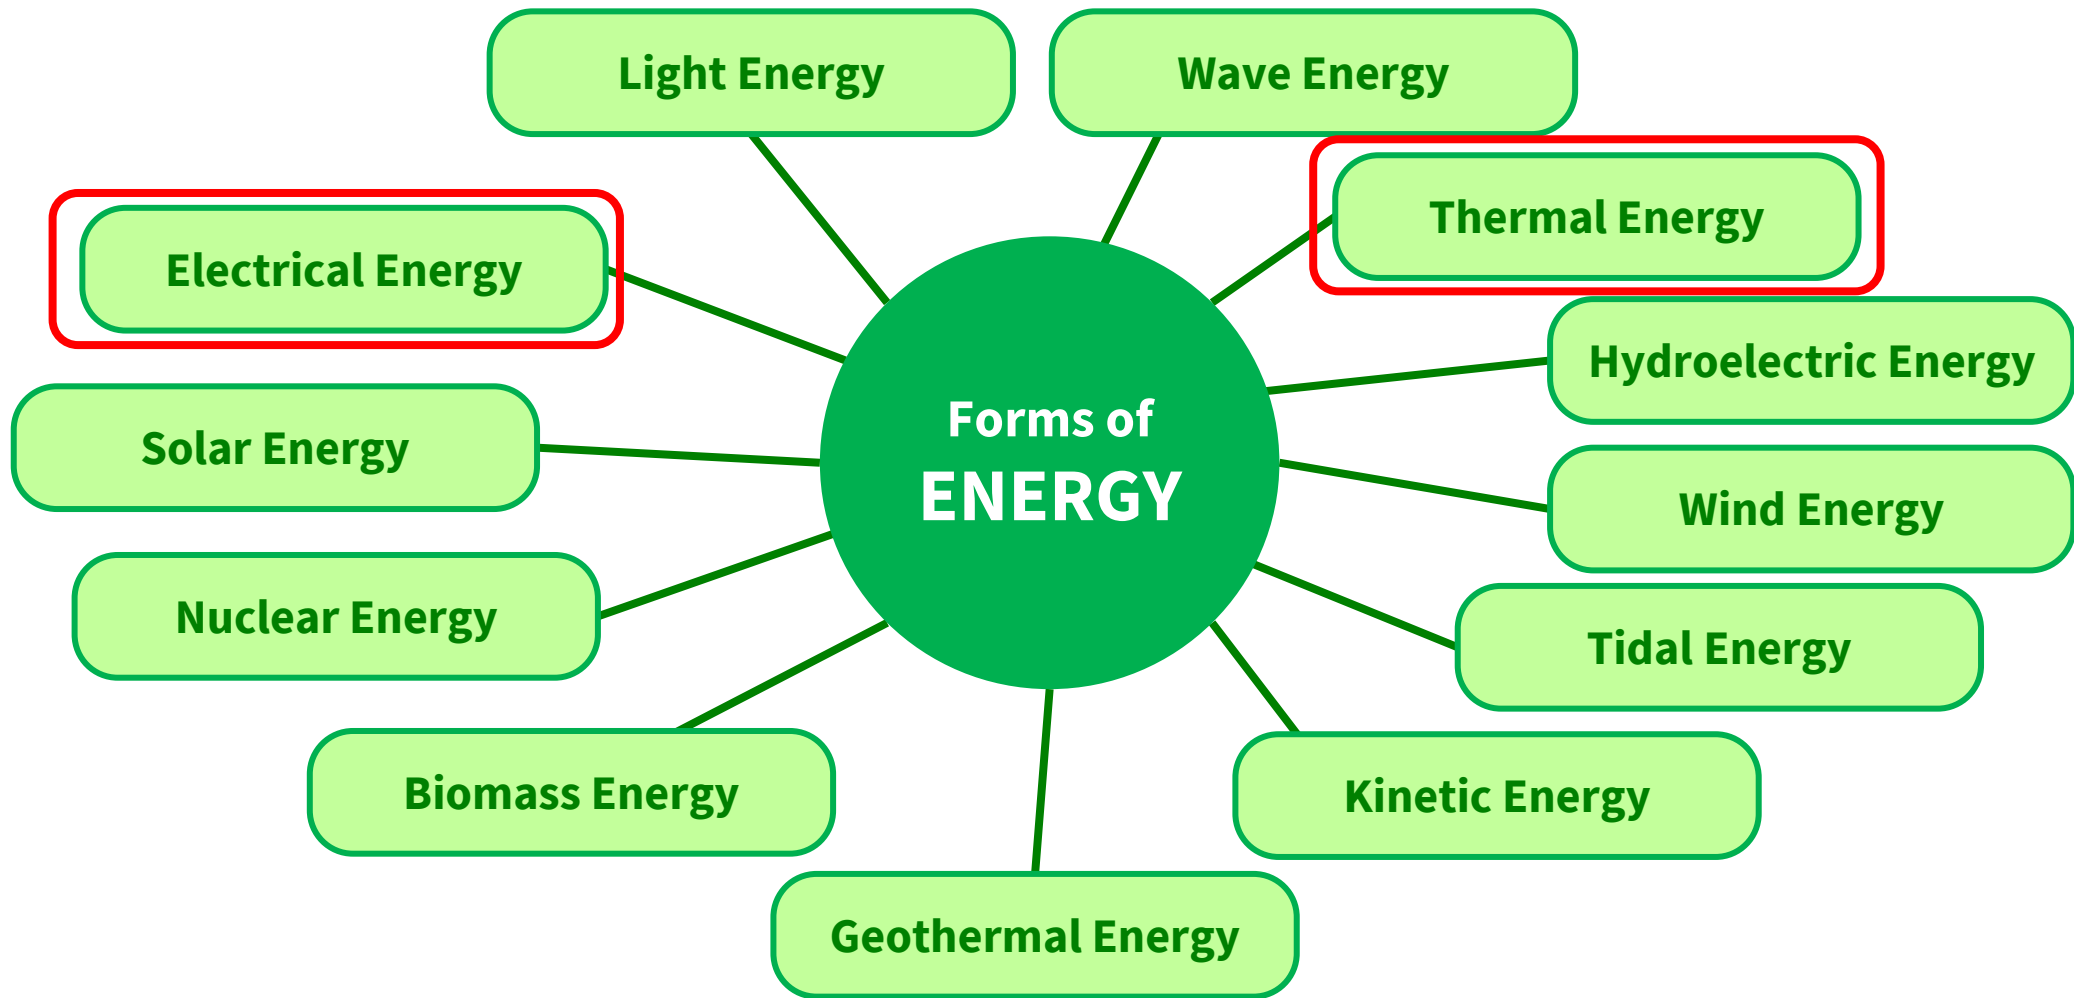 Light Energy
Wave Energy
Thermal Energy
Electrical Energy
Hydroelectric Energy
Forms of
ENERGY
Solar Energy
Wind Energy
Nuclear Energy
Tidal Energy
Biomass Energy
Kinetic Energy
Geothermal Energy